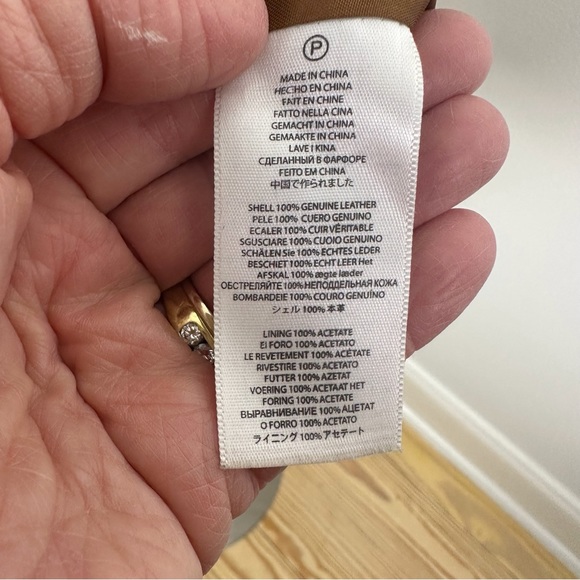 P
MADE IN CHINA
HECHO EN CHINA
FAIT EN CHINE
FATTO NELLA CINA
GEMACHT IN CHINA
GEMAAKTE IN CHINA
LAVE I KINA
СДЕЛАННЫЙ В ФАРФОРЕ
FEITO EM CHINA
中国で作られました
SHELL 100% GENUINE LEATHER
PELE 100% CUERO GENUINO
ECALER 100% CUIR VÉRITABLE
SGUSCIARE 100% CUOIO GENUINO
SCHÄLEN Sie 100% ECHTES LEDER
BESCHIET 100% ECHT LEER Het
AFSKAL 100% ægte læder
ОБСТРЕЛЯЙТЕ 100% НЕПОДДЕЛЬНАЯ КОЖА
BOMBARDEIE 100% COURO GENUÍNO
シェル 100% 本革
LINING 100% ACETATE
El FORO 100% ACETATO
LE REVETEMENT 100% ACÉTATE
RIVESTIRE 100% ACETATO
FUTTER 100% AZETAT
VOERING 100% ACETAAT HET
FORING 100% ACETATE
ВЫРАВНИВАНИЕ 100% АЦЕТАТ
O FORRO 100% ACETATO
ライニング 100% アセテート